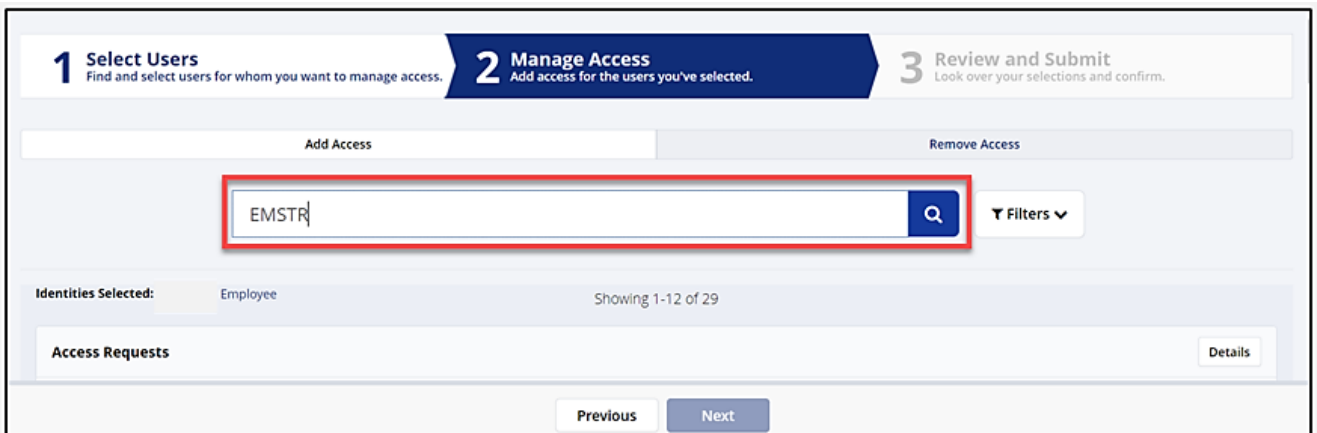 1 Select Users
Find and select users for whom you want to manage access.
2 Manage Access
Add access for the users you've selected.
3 Review and Submit
Look over your selections and confirm.
Add Access
Remove Access
EMSTR
Filters
Identities Selected: Employee
Showing 1-12 of 29
Access Requests
Details
Previous
Next